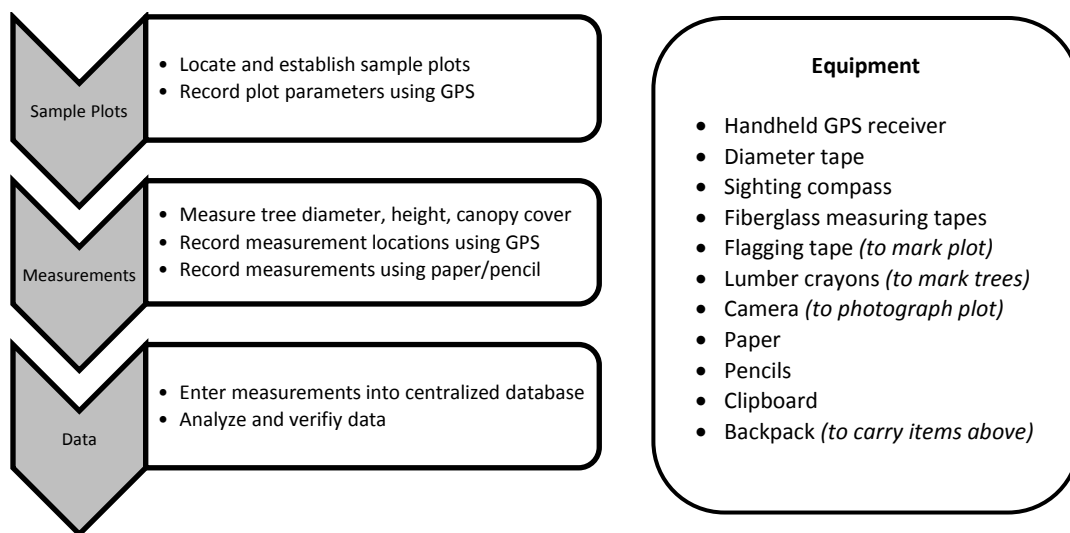 Sample Plots
• Locate and establish sample plots
• Record plot parameters using GPS
Measurements
• Measure tree diameter, height, canopy cover
• Record measurement locations using GPS
• Record measurements using paper/pencil
Data
• Enter measurements into centralized database
• Analyze and verifiy data
Equipment
• Handheld GPS receiver
• Diameter tape
• Sighting compass
• Fiberglass measuring tapes
• Flagging tape (to mark plot)
• Lumber crayons (to mark trees)
• Camera (to photograph plot)
• Paper
• Pencils
• Clipboard
• Backpack (to carry items above)